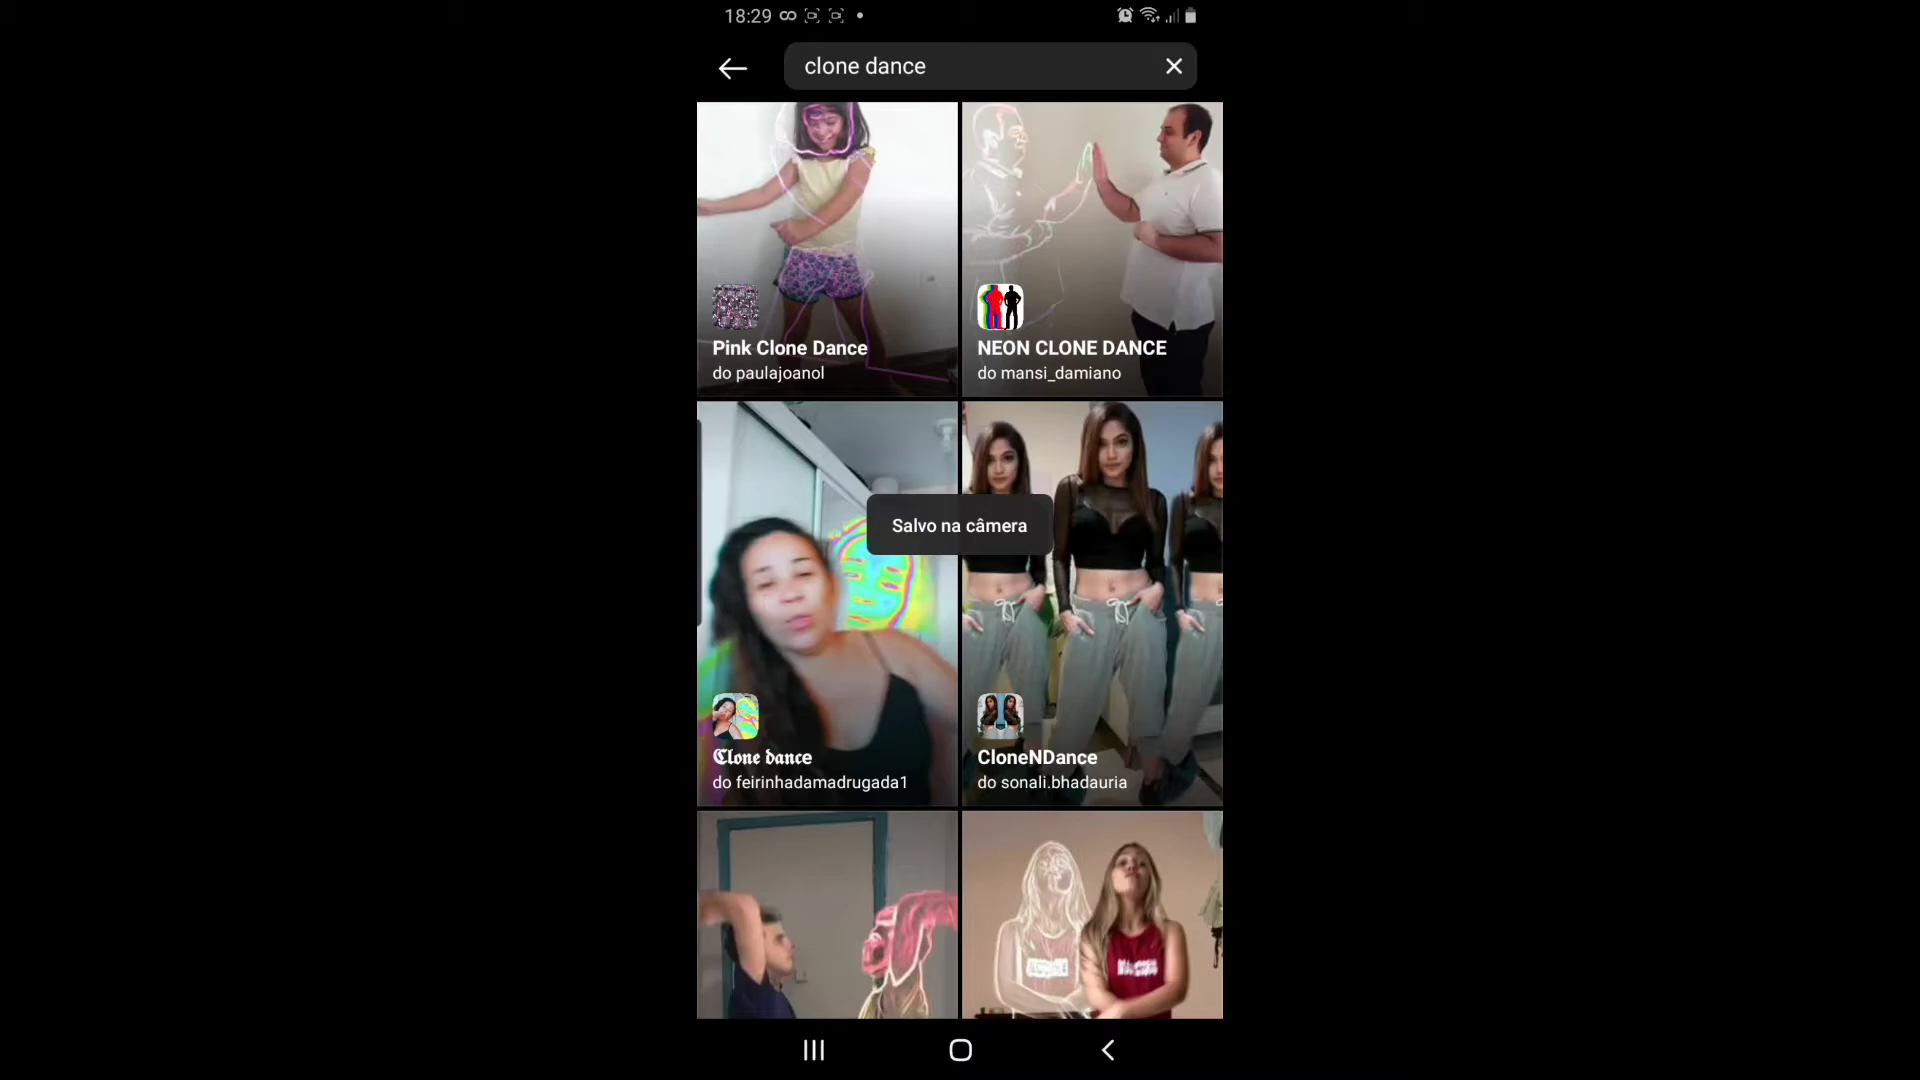 18:29
clone dance
Pink Clone Dance
do paulajoanol
NEON CLONE DANCE
do mansi_damiano
Salvo na câmera
Clone dance
do feirinhadamadrugada1
CloneNDance
do sonali.bhadauria